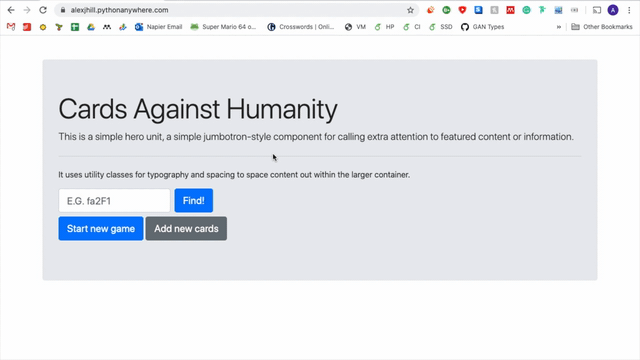 alexjhill.pythonanywhere.com
Napier Email
Super Mario 64 o...
Crosswords | Onli...
VM
HP
CI
SSD
GAN Types
»
Other Bookmarks
A
Cards Against Humanity
This is a simple hero unit, a simple jumbotron-style component for calling extra attention to featured content or information.
It uses utility classes for typography and spacing to space content out within the larger container.
E.G. fa2F1
Find!
Start new game
Add new cards